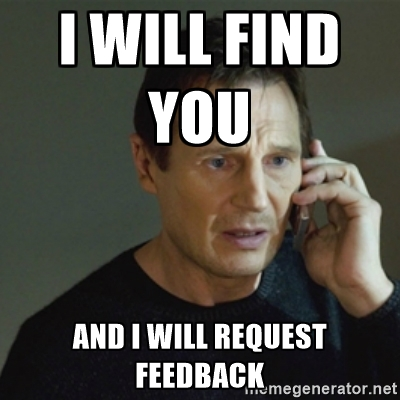 I WILL FIND
YOU
AND I WILL REQUEST
FEEDBACK
memegenerator.net